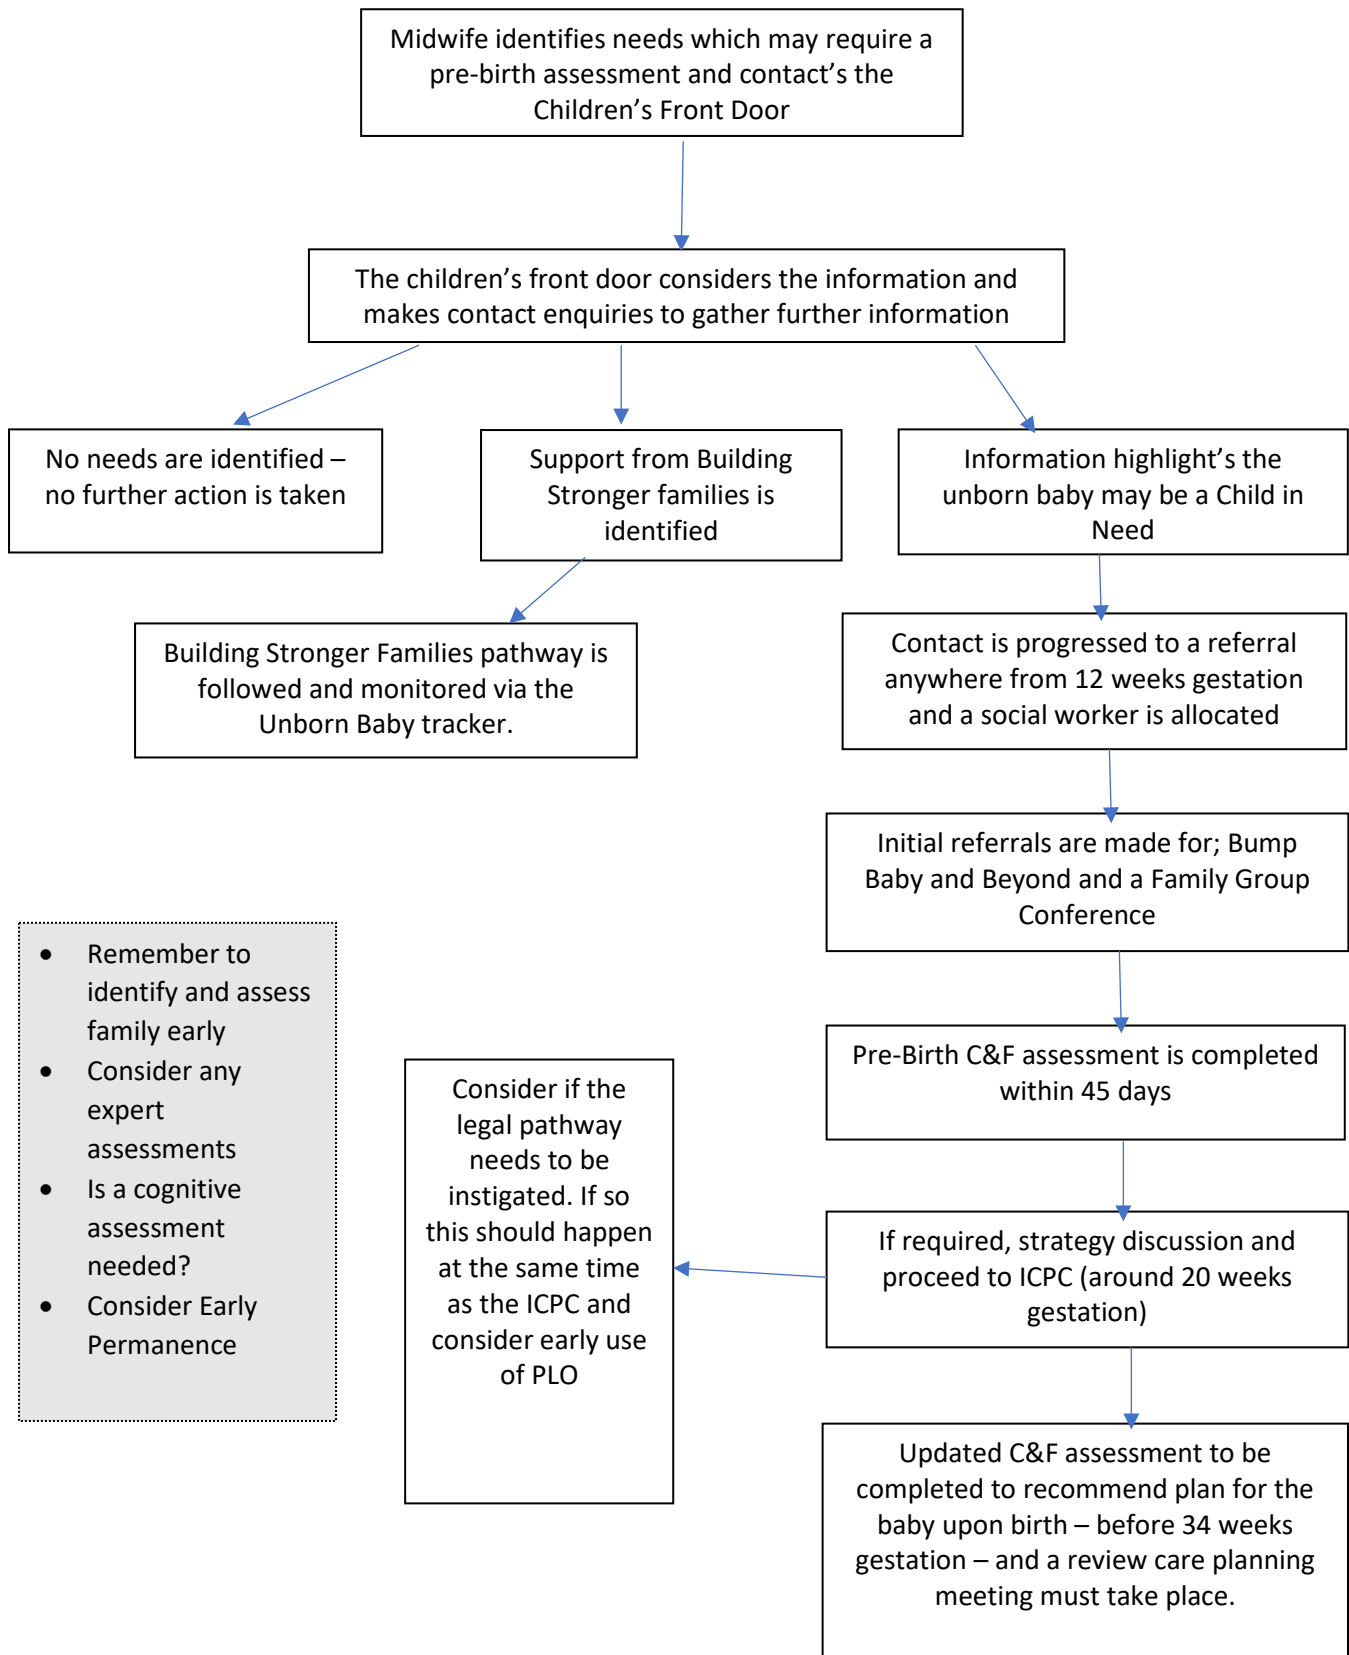 Midwife identifies needs which may require a
pre-birth assessment and contact’s the
Children’s Front Door
The children’s front door considers the information and
makes contact enquiries to gather further information
No needs are identified –
no further action is taken
Support from Building
Stronger families is
identified
Information highlight’s the
unborn baby may be a Child in
Need
Building Stronger Families pathway is
followed and monitored via the
Unborn Baby tracker.
Contact is progressed to a referral
anywhere from 12 weeks gestation
and a social worker is allocated
Initial referrals are made for; Bump
Baby and Beyond and a Family Group
Conference
• Remember to
identify and assess
family early
• Consider any
expert
assessments
• Is a cognitive
assessment
needed?
• Consider Early
Permanence
Pre-Birth C&F assessment is completed
within 45 days
Consider if the
legal pathway
needs to be
instigated. If so
this should happen
at the same time
as the ICPC and
consider early use
of PLO
If required, strategy discussion and
proceed to ICPC (around 20 weeks
gestation)
Updated C&F assessment to be
completed to recommend plan for the
baby upon birth – before 34 weeks
gestation – and a review care planning
meeting must take place.